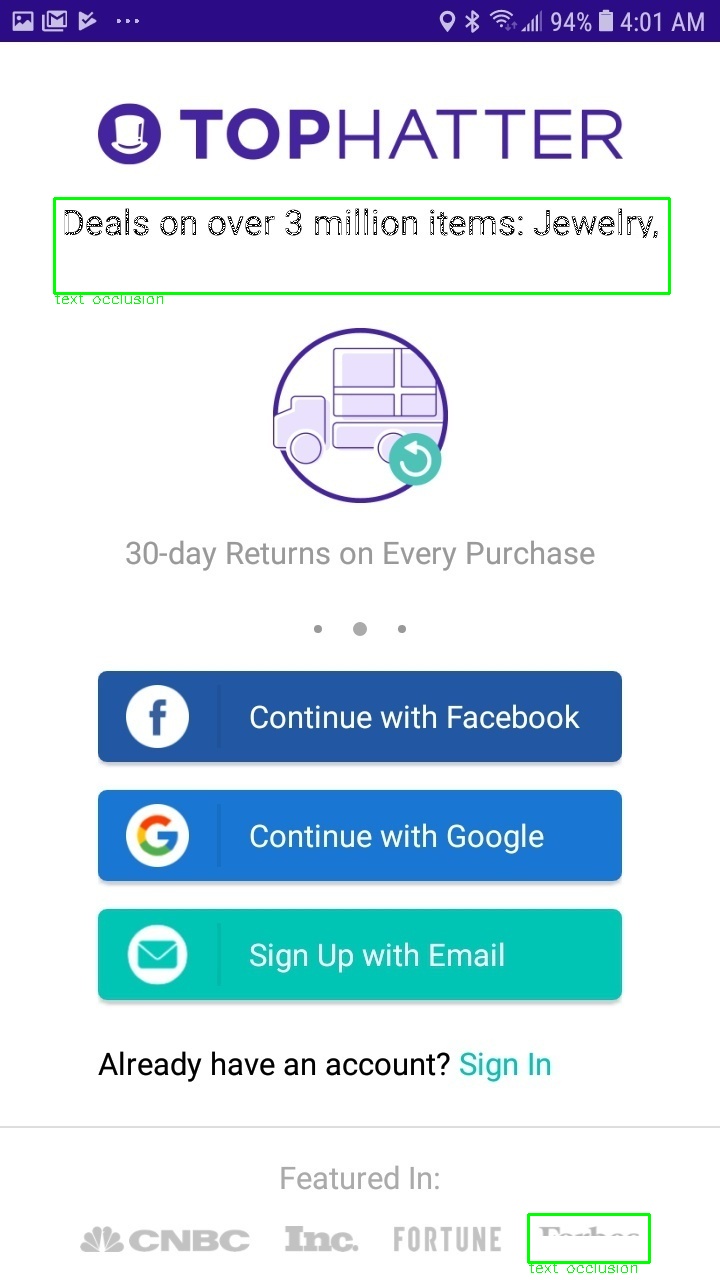 94% 4:01 AM
TOPHATTER
Deals on over 3 million items: Jewelry,
text occlusion
30-day Returns on Every Purchase
Continue with Facebook
Continue with Google
Sign Up with Email
Already have an account? Sign In
Featured In:
CNBC Inc. FORTUNE
text occlusion